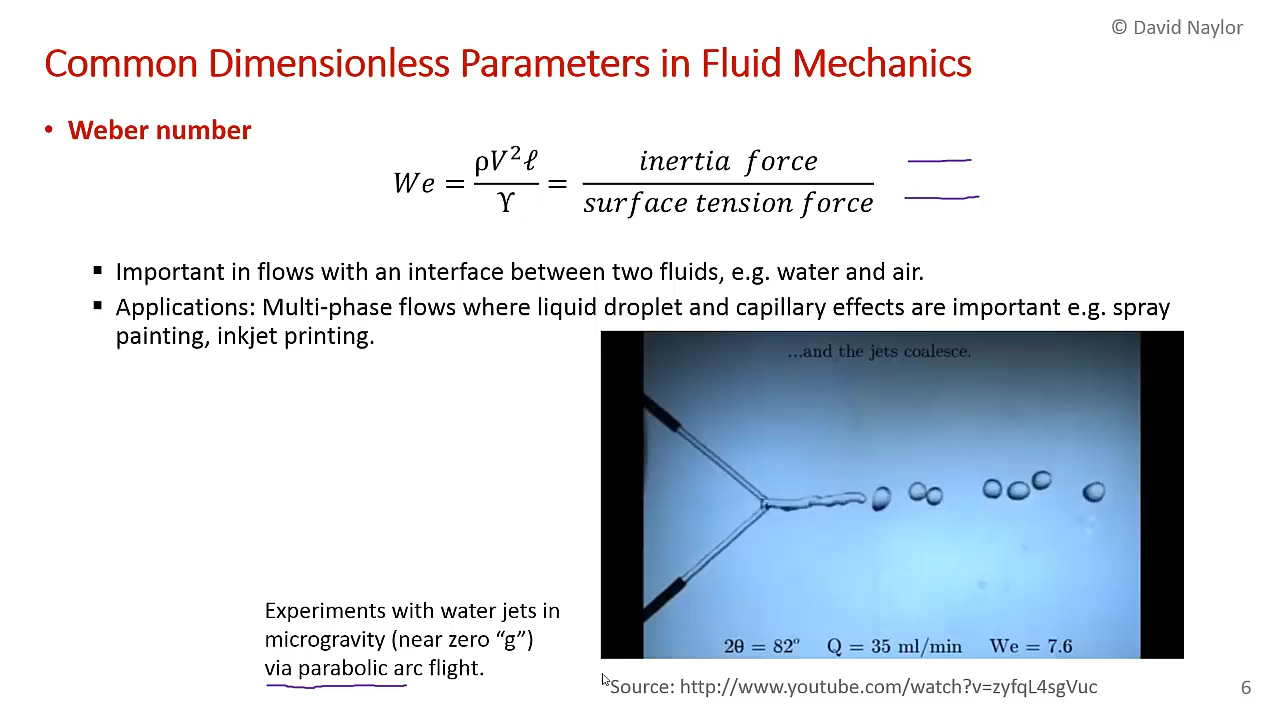 © David Naylor
Common Dimensionless Parameters in Fluid Mechanics
• Weber number
We = ρV²ℓ / ϒ = inertia force / surface tension force
▪ Important in flows with an interface between two fluids, e.g. water and air.
▪ Applications: Multi-phase flows where liquid droplet and capillary effects are important e.g. spray
painting, inkjet printing.
...and the jets coalesce.
2θ = 82° Q = 35 ml/min We = 7.6
Experiments with water jets in
microgravity (near zero “g”)
via parabolic arc flight.
Source: http://www.youtube.com/watch?v=zyfqL4sgVuc
6